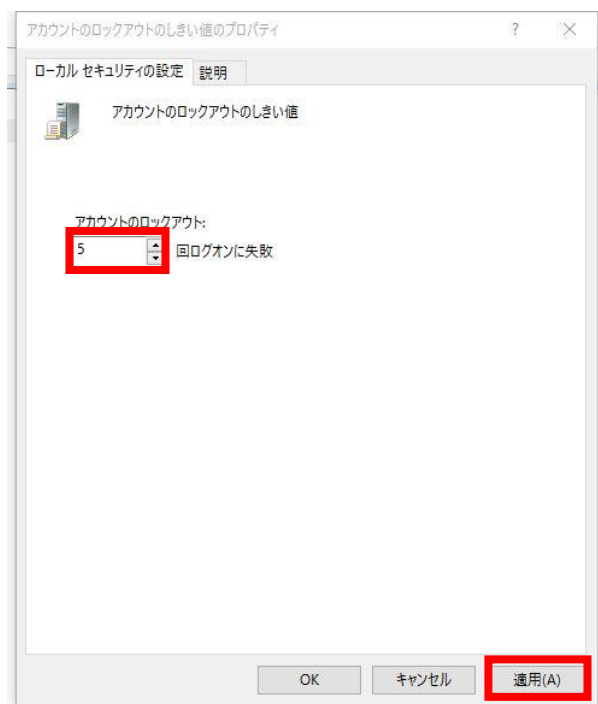 アカウントのロックアウトのしきい値のプロパティ ? ×
ローカル セキュリティの設定 説明
アカウントのロックアウトのしきい値
アカウントのロックアウト:
5 回ログオンに失敗
OK キャンセル 適用(A)